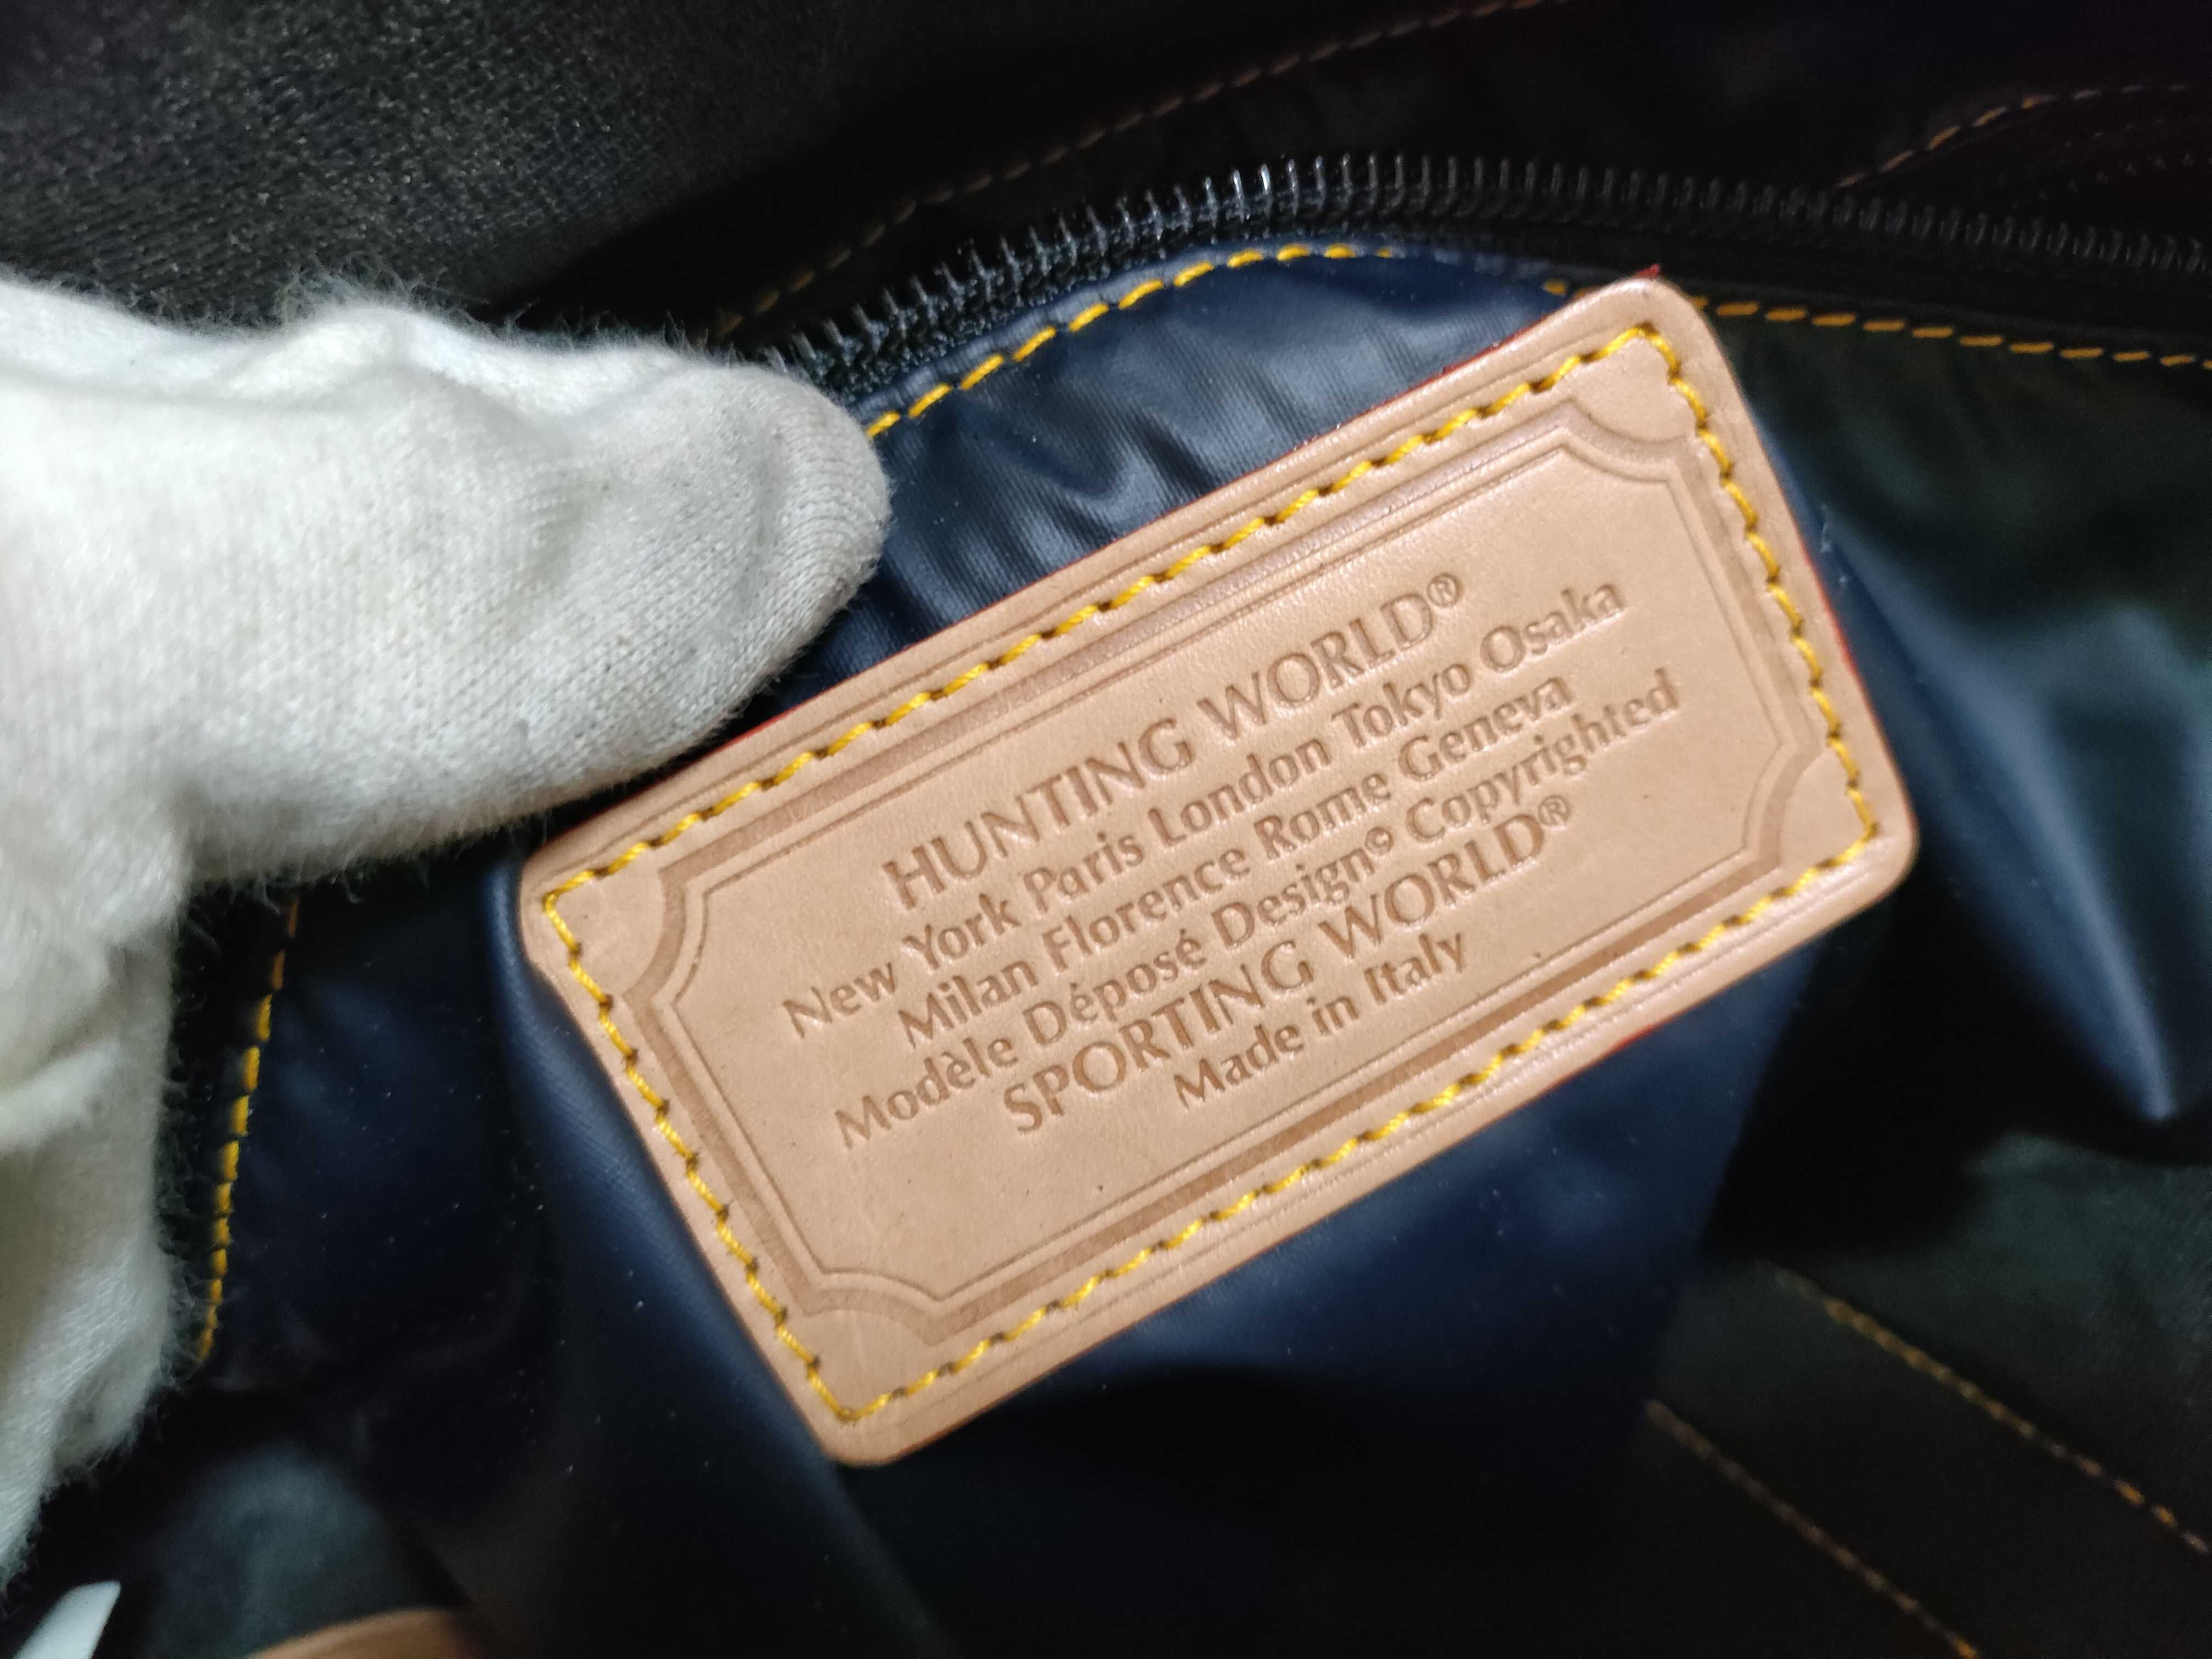 HUNTING WORLD®
New York Paris London Tokyo Osaka
Milan Florence Rome Geneva
Modèle Déposé Design© Copyrighted
SPORTING WORLD®
Made in Italy